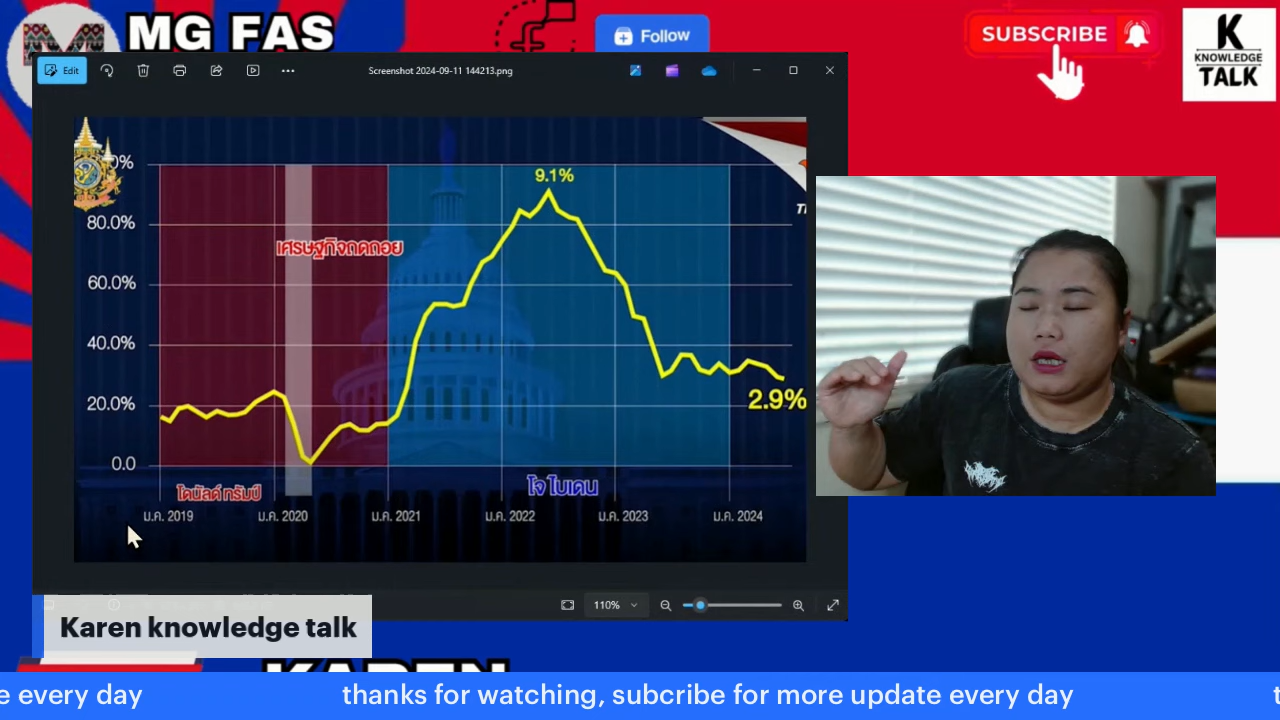 MG FAS
Follow
SUBSCRIBE
K
KNOWLEDGE
TALK
Edit
Screenshot 2024-09-11 144213.png
9.1%
80.0%
เศรษฐกิจถดถอย
60.0%
40.0%
20.0%
2.9%
0.0
โดนัลด์ ทรัมป์
โจ ไบเดน
ม.ค. 2019
ม.ค. 2020
ม.ค. 2021
ม.ค. 2022
ม.ค. 2023
ม.ค. 2024
110%
Karen knowledge talk
KAREN
e every day
thanks for watching, subcribe for more update every day